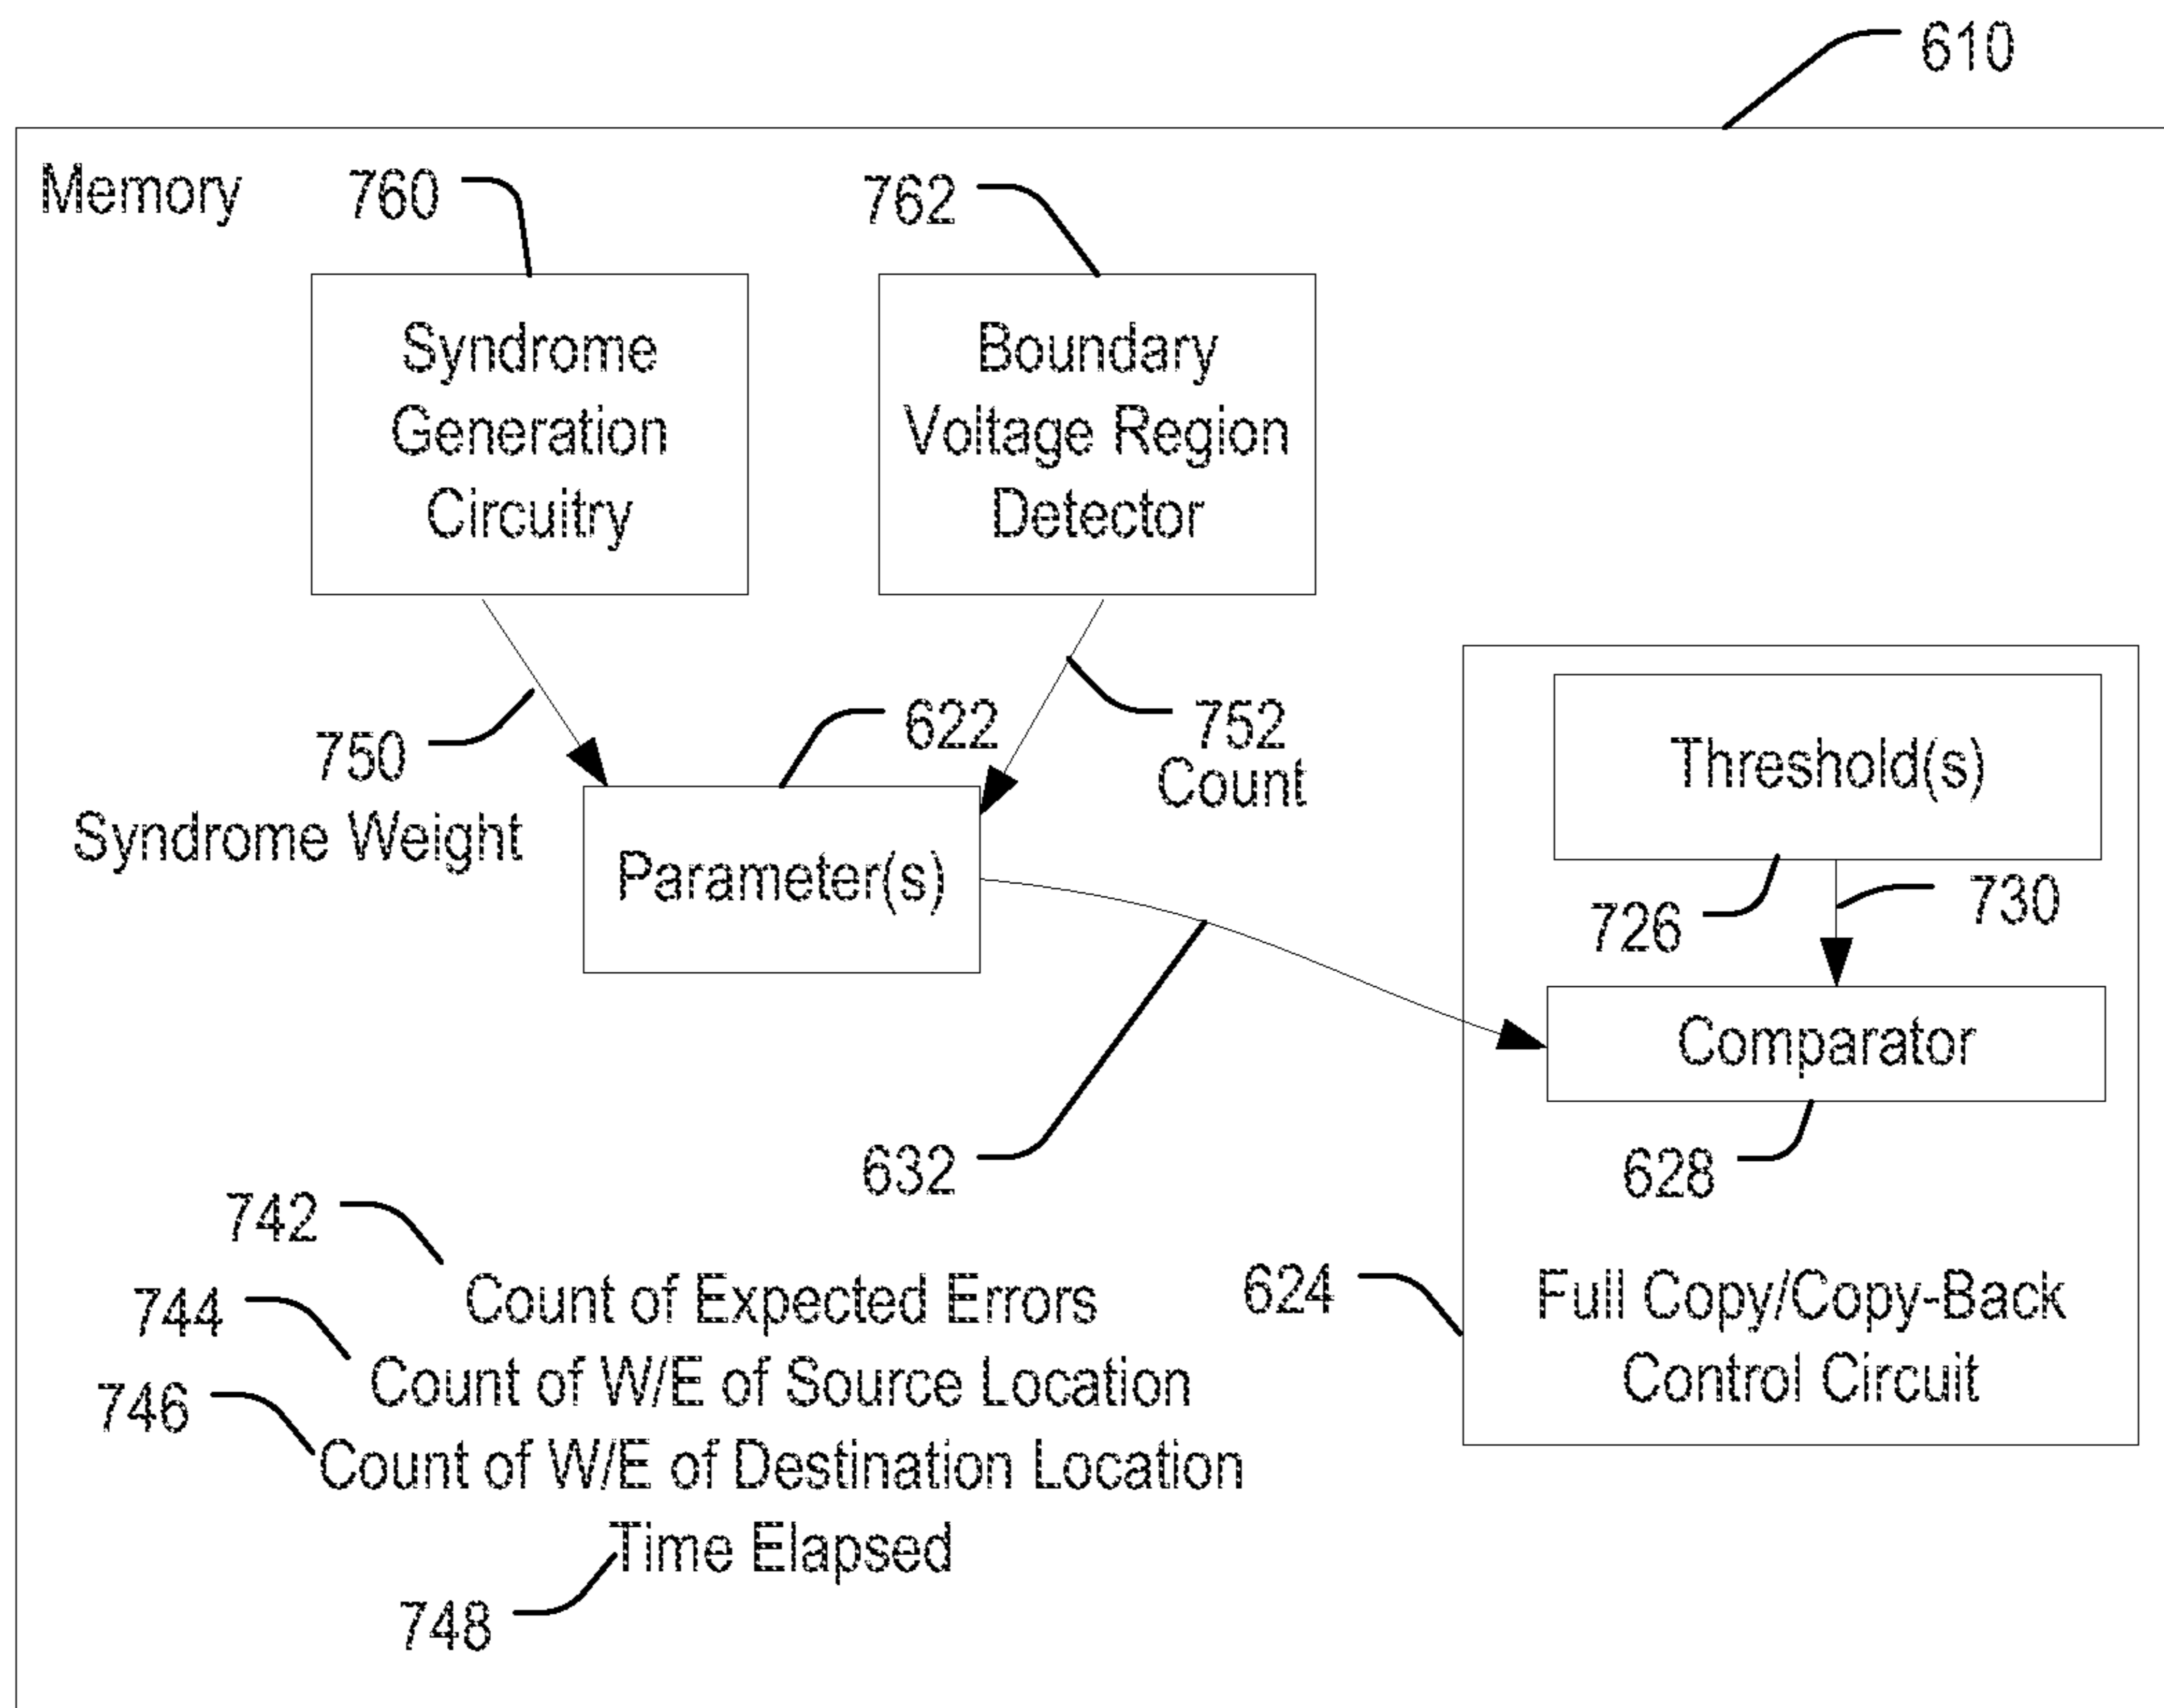 610
Memory
760
762
Syndrome
Generation
Circuitry
Boundary
Voltage Region
Detector
750
Syndrome Weight
622
752
Count
Parameter(s)
Threshold(s)
726
730
Comparator
632
628
742
Count of Expected Errors
744
Count of W/E of Source Location
746
Count of W/E of Destination Location
Time Elapsed
748
624
Full Copy/Copy-Back
Control Circuit